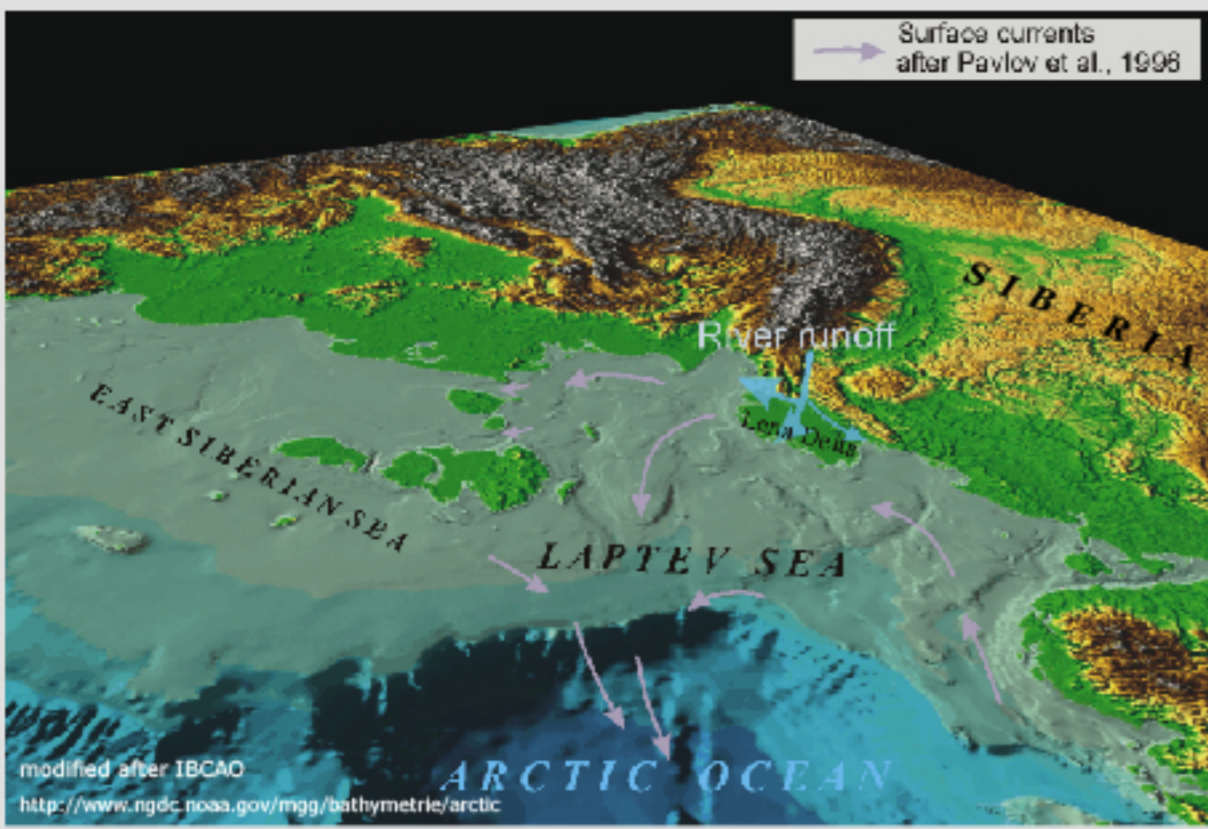 Surface currents
after Pavlov et al., 1996
SIBERIA
River runoff
Lena Delta
EAST SIBERIAN SEA
LAPTEV SEA
ARCTIC OCEAN
modified after IBCAO
http://www.ngdc.noaa.gov/mgg/bathymetrie/arctic